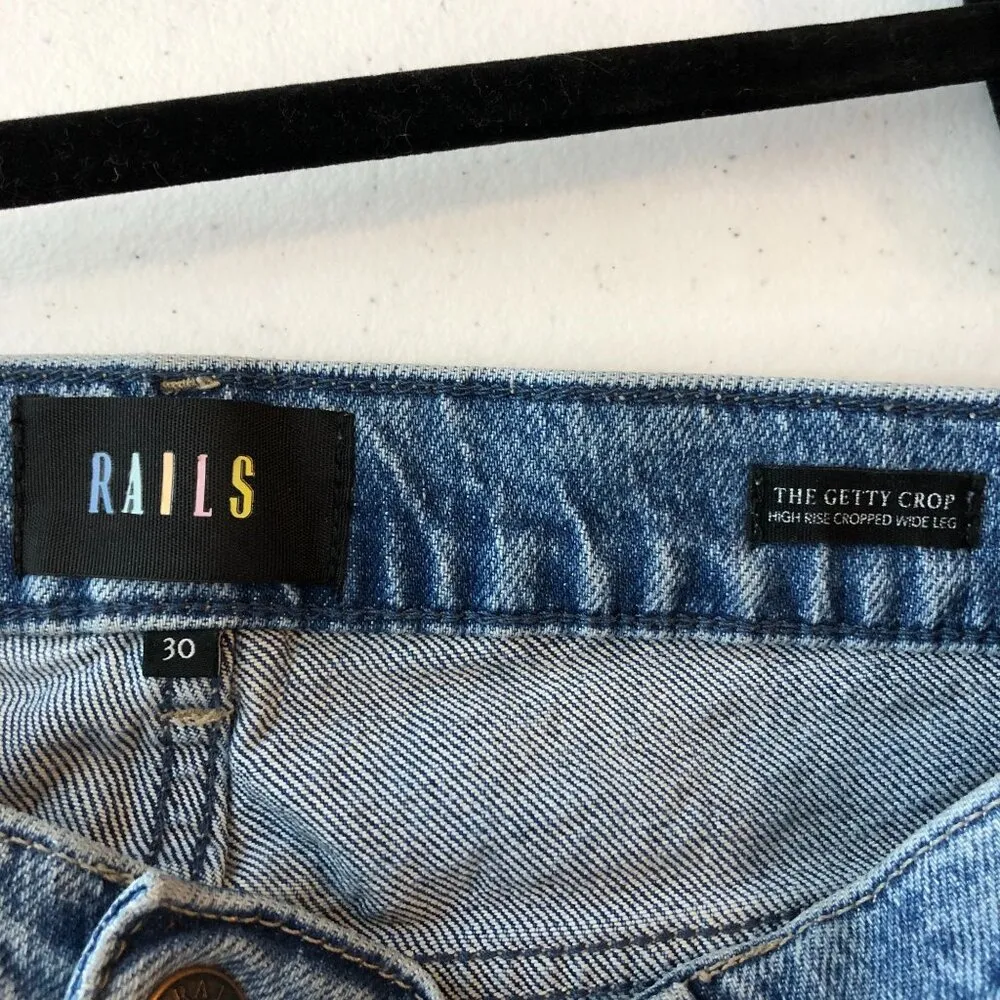 RAILS
THE GETTY CROP
HIGH RISE CROPPED WIDE LEG
30